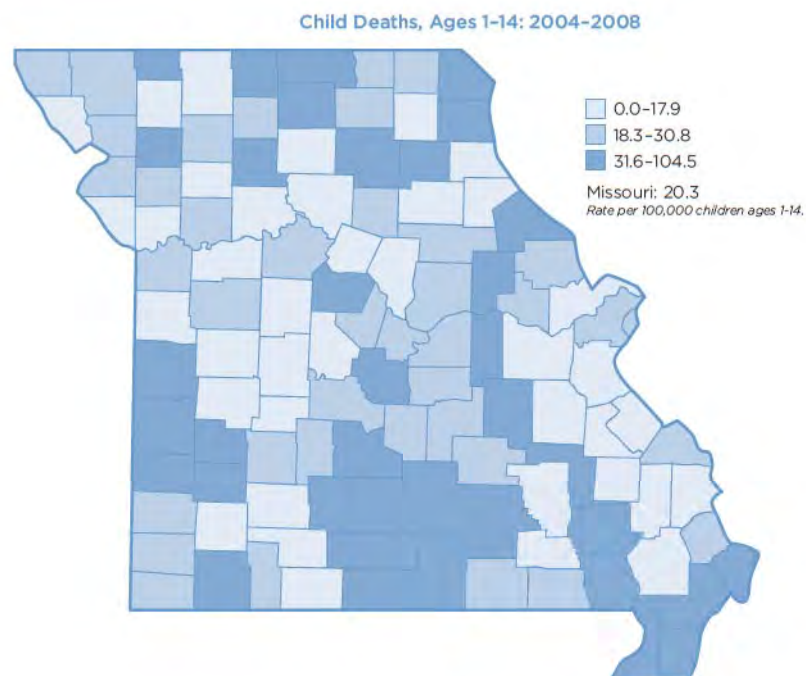 Child Deaths, Ages 1–14: 2004–2008
0.0–17.9
18.3–30.8
31.6–104.5
Missouri: 20.3
Rate per 100,000 children ages 1-14.